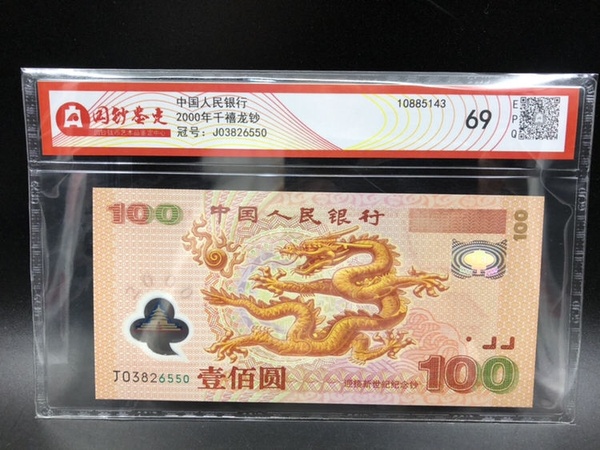 国钞鉴定
中国人民银行
2000年千禧龙钞
冠号：J03826550
10885143
69
EPQ
100
中国人民银行
100
2000
J03826550
壹佰圆
迎接新世纪纪念钞
100